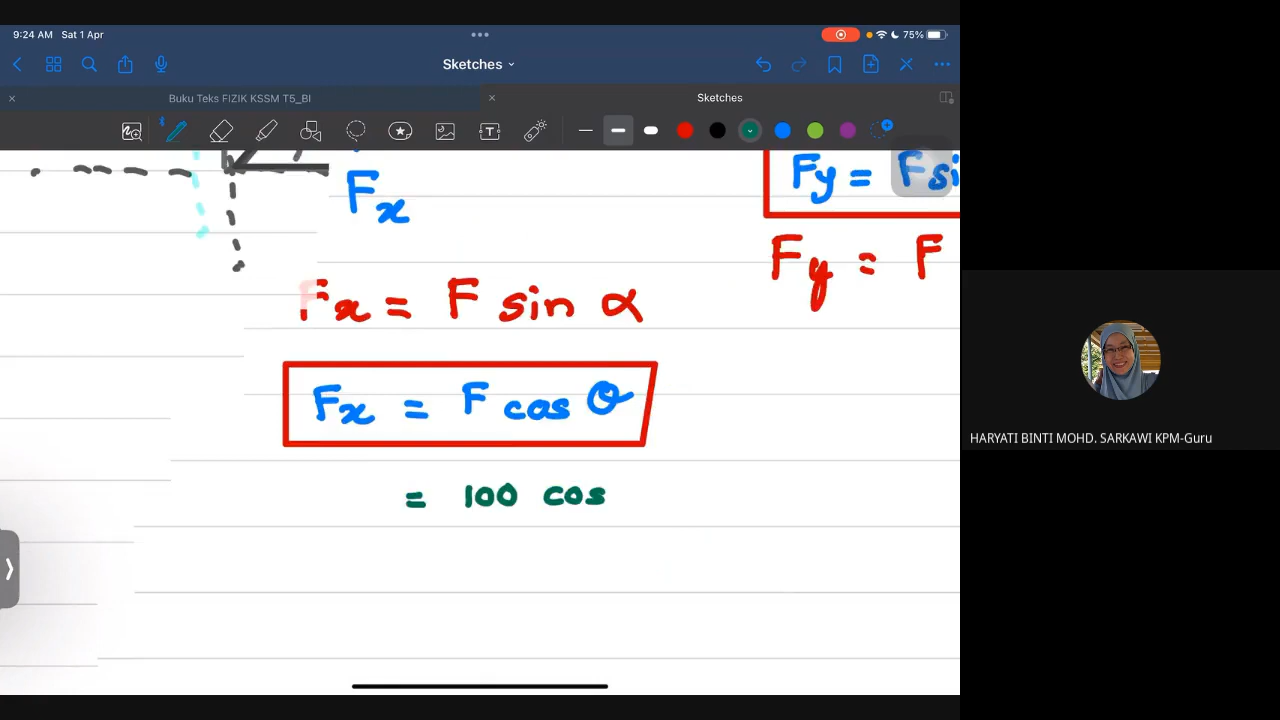 9:24 AM Sat 1 Apr
75%
Sketches
Buku Teks FIZIK KSSM T5_BI
Sketches
Fx
Fy = Fsi
Fy = F
Fx = F sin α
Fx = F cos θ
= 100 cos
HARYATI BINTI MOHD. SARKAWI KPM-Guru